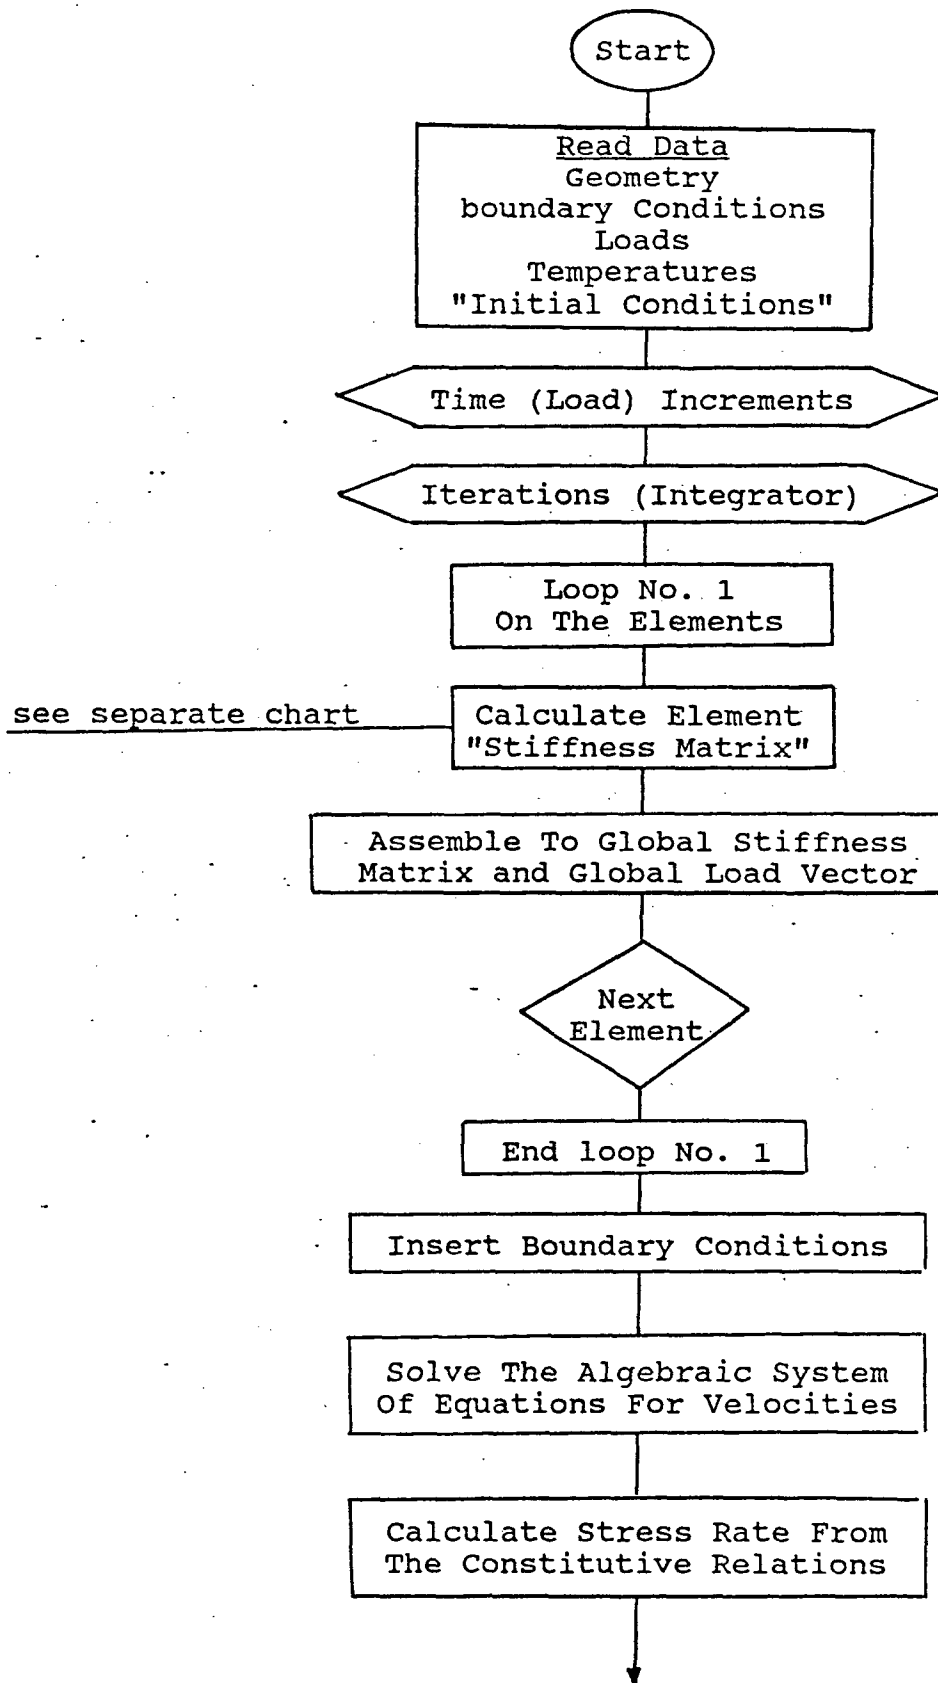 Start
Read Data
Geometry
boundary Conditions
Loads
Temperatures
"Initial Conditions"
Time (Load) Increments
Iterations (Integrator)
Loop No. 1
On The Elements
see separate chart
Calculate Element
"Stiffness Matrix"
Assemble To Global Stiffness
Matrix and Global Load Vector
Next
Element
End loop No. 1
Insert Boundary Conditions
Solve The Algebraic System
Of Equations For Velocities
Calculate Stress Rate From
The Constitutive Relations